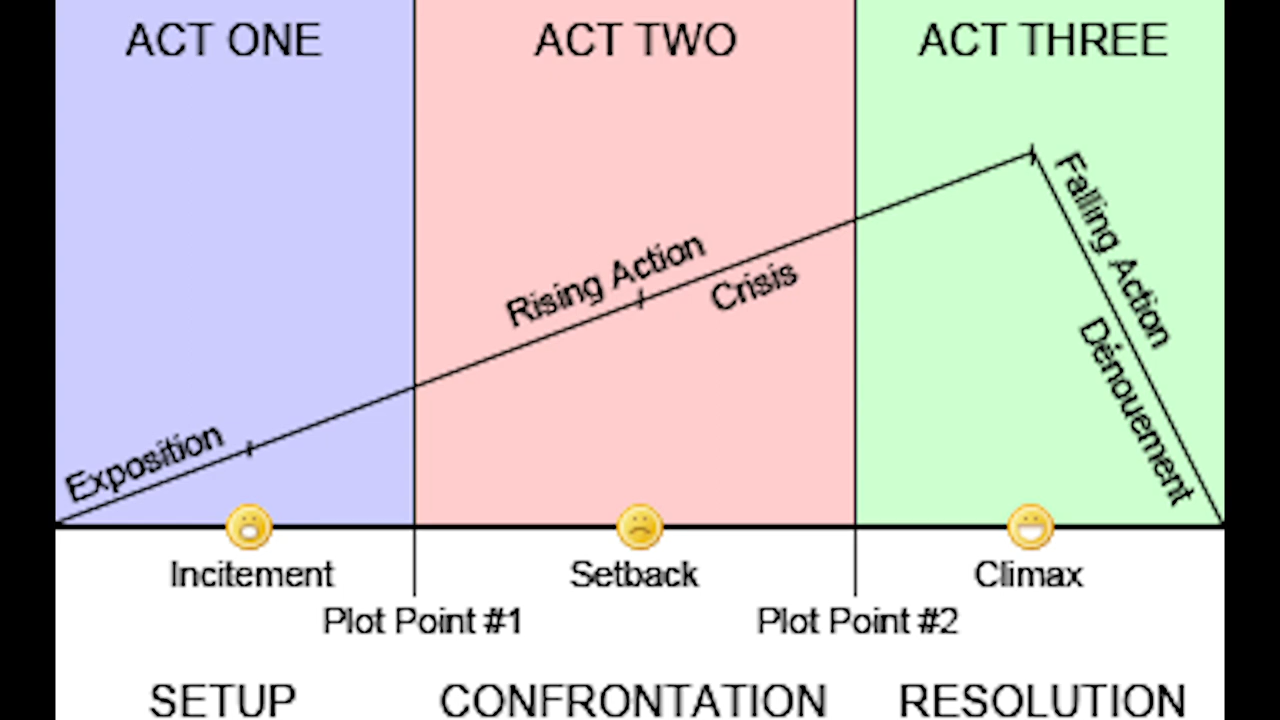 ACT ONE
ACT TWO
ACT THREE
Exposition
Rising Action
Crisis
Falling Action
Dénouement
Incitement
Setback
Climax
Plot Point #1
Plot Point #2
SETUP
CONFRONTATION
RESOLUTION